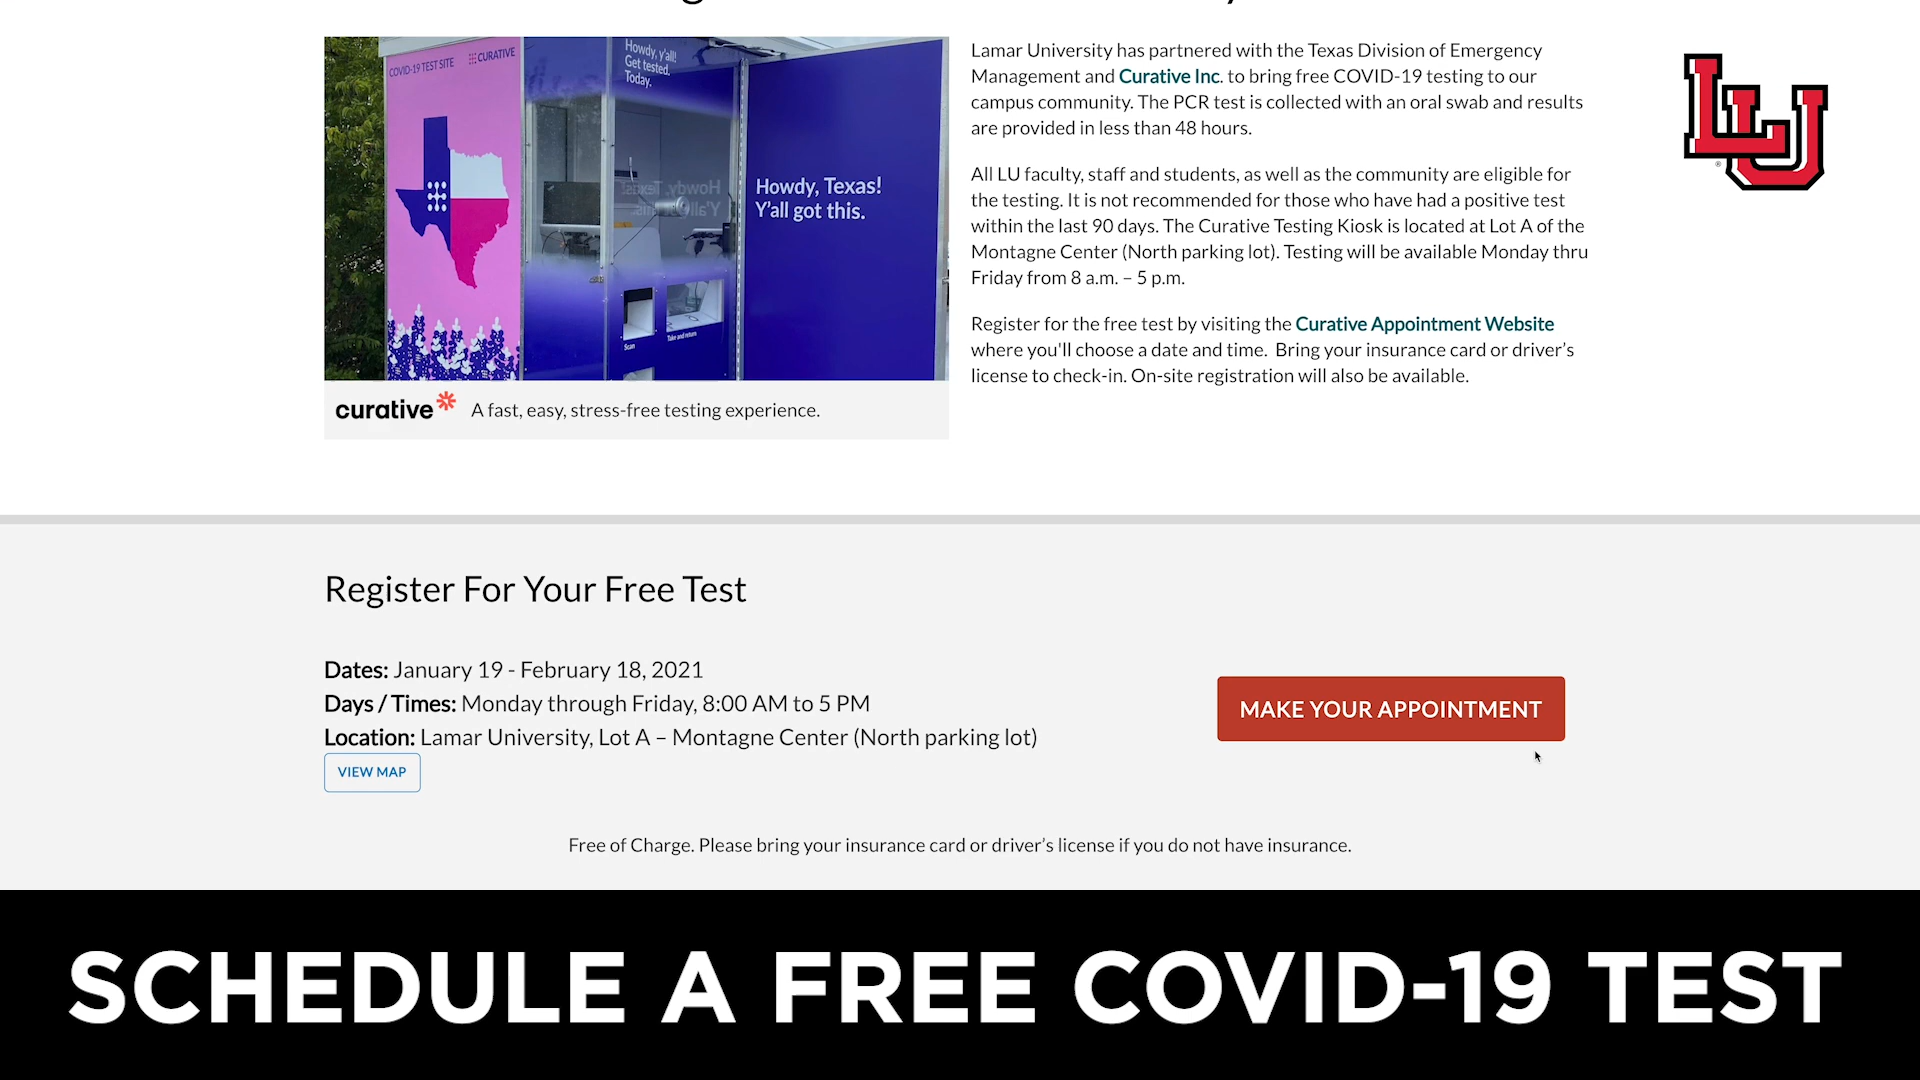 COVID-19 TEST SITE
CURATIVE
Howdy, y'all!
Get tested.
Today.
Howdy, Texas!
Y'all got this.
Scan
Take and return
curative A fast, easy, stress-free testing experience.
Lamar University has partnered with the Texas Division of Emergency
Management and Curative Inc. to bring free COVID-19 testing to our
campus community. The PCR test is collected with an oral swab and results
are provided in less than 48 hours.
All LU faculty, staff and students, as well as the community are eligible for
the testing. It is not recommended for those who have had a positive test
within the last 90 days. The Curative Testing Kiosk is located at Lot A of the
Montagne Center (North parking lot). Testing will be available Monday thru
Friday from 8 a.m. – 5 p.m.
Register for the free test by visiting the Curative Appointment Website
where you'll choose a date and time.  Bring your insurance card or driver’s
license to check-in. On-site registration will also be available.
LU
®
Register For Your Free Test
Dates: January 19 - February 18, 2021
Days / Times: Monday through Friday, 8:00 AM to 5 PM
Location: Lamar University, Lot A – Montagne Center (North parking lot)
VIEW MAP
MAKE YOUR APPOINTMENT
Free of Charge. Please bring your insurance card or driver’s license if you do not have insurance.
SCHEDULE A FREE COVID-19 TEST